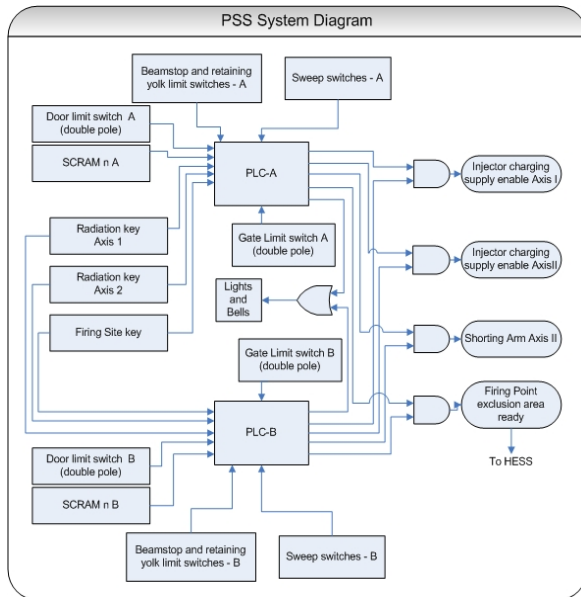 PSS System Diagram
Beamstop and retaining
yolk limit switches - A
Sweep switches - A
Door limit switch A
(double pole)
SCRAM n A
PLC-A
Injector charging
supply enable Axis I
Radiation key
Axis 1
Gate Limit switch A
(double pole)
Radiation key
Axis 2
Lights
and
Bells
Injector charging
supply enable AxisII
Firing Site key
Shorting Arm Axis II
Gate Limit switch B
(double pole)
Firing Point
exclusion area
ready
PLC-B
Door limit switch B
(double pole)
To HESS
SCRAM n B
Beamstop and retaining
yolk limit switches - B
Sweep switches - B